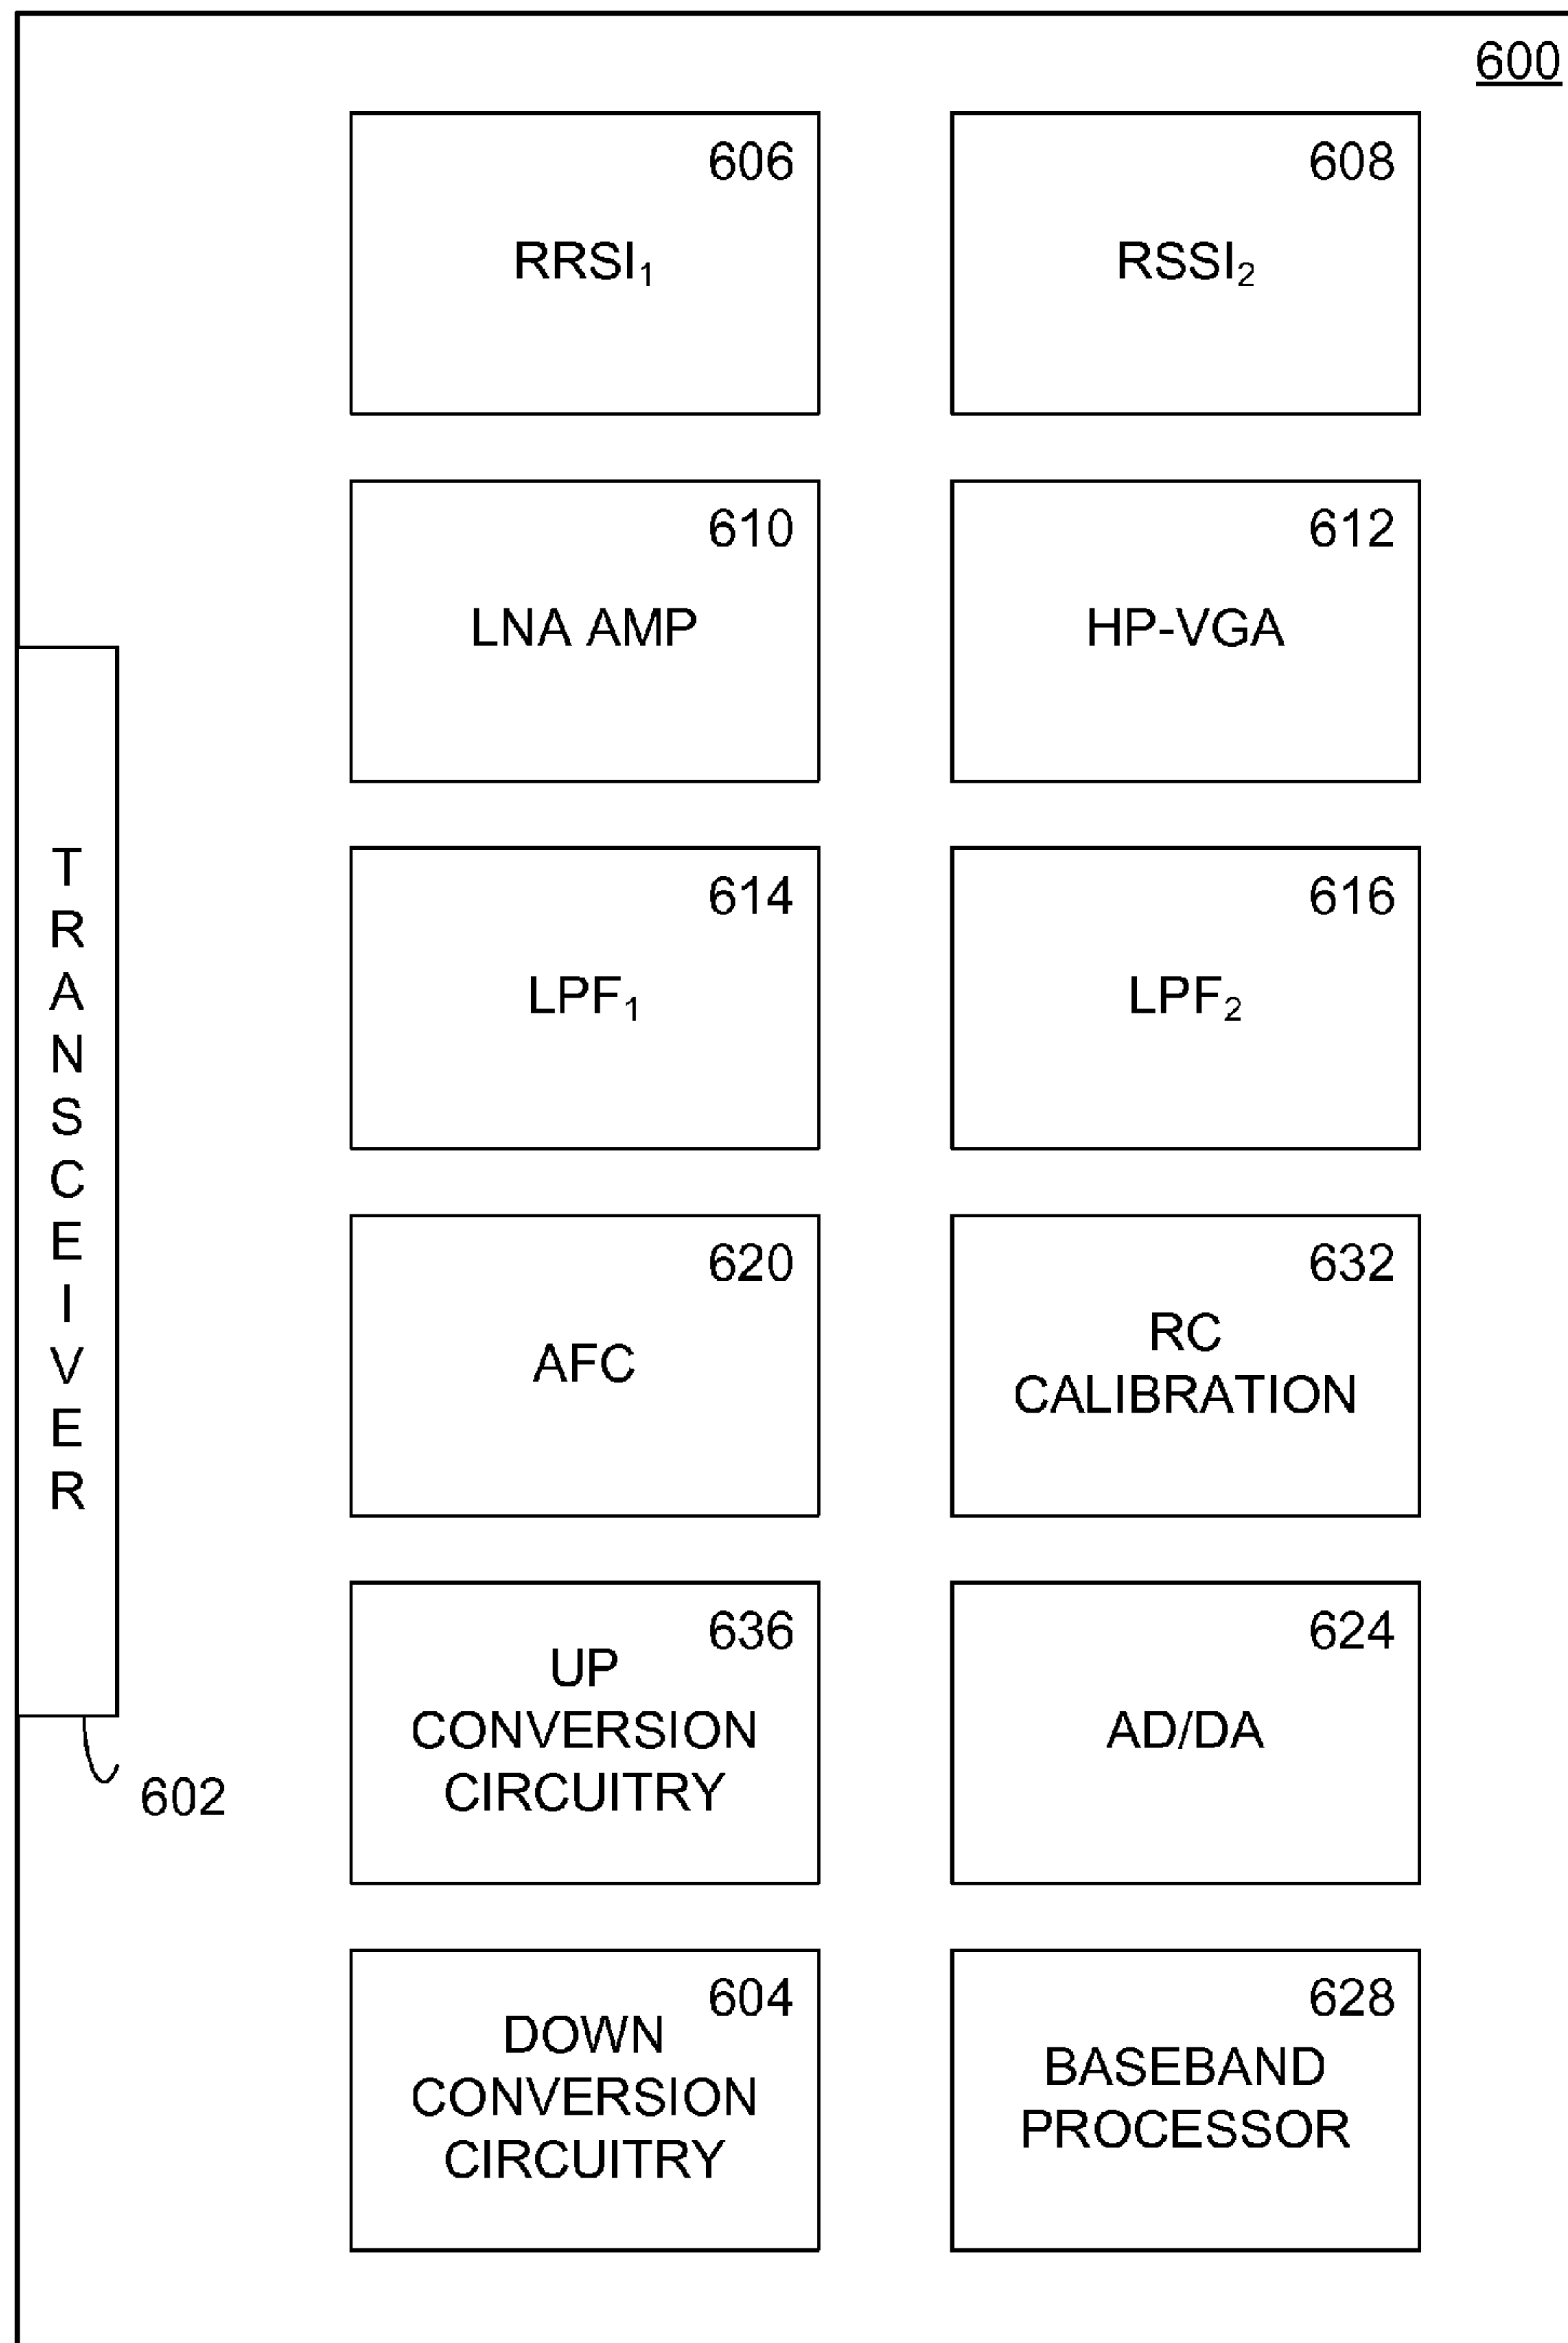 600
606
RRSI₁
608
RSSI₂
610
LNA AMP
612
HP-VGA
614
LPF₁
616
LPF₂
620
AFC
632
RC
CALIBRATION
636
UP
CONVERSION
CIRCUITRY
624
AD/DA
604
DOWN
CONVERSION
CIRCUITRY
628
BASEBAND
PROCESSOR
TRANSCEIVER
602